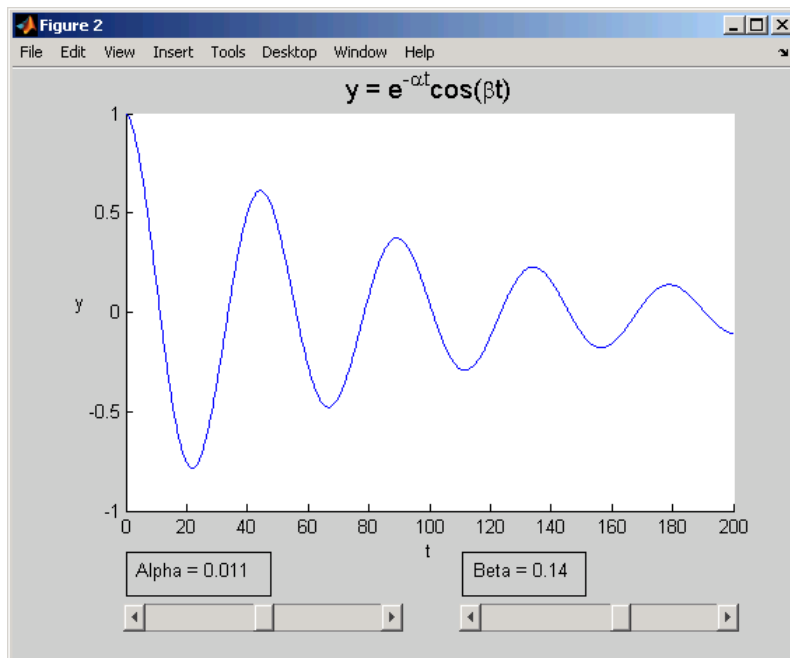 Figure 2
File Edit View Insert Tools Desktop Window Help
y = e^-αt cos(βt)
1
0.5
y 0
-0.5
-1
0 20 40 60 80 100 120 140 160 180 200
t
Alpha = 0.011 Beta = 0.14